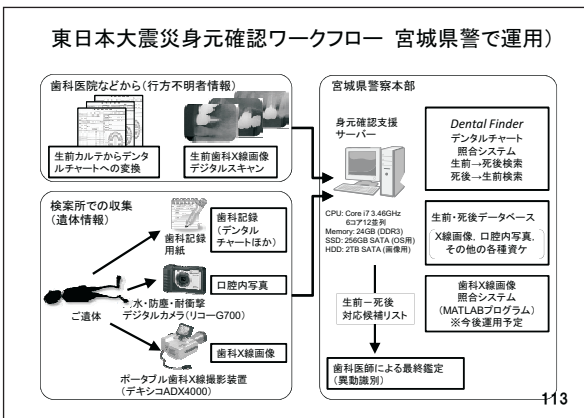 東日本大震災身元確認ワークフロー 宮城県警で運用)
歯科医院などから(行方不明者情報)
生前カルテからデンタ
ルチャートへの変換
生前歯科X線画像
デジタルスキャン
検案所での収集
(遺体情報)
歯科記録
用紙
歯科記録
(デンタル
チャートほか)
ご遺体
水・防塵・耐衝撃
デジタルカメラ(リコーG700)
口腔内写真
歯科X線画像
ポータブル歯科X線撮影装置
(デキシコADX4000)
宮城県警察本部
身元確認支援
サーバー
CPU: Core i7 3.46GHz
6コア12並列
Memory: 24GB (DDR3)
SSD: 256GB SATA (OS用)
HDD: 2TB SATA (画像用)
生前−死後
対応候補リスト
歯科医師による最終鑑定
(異動識別)
Dental Finder
デンタルチャート
照合システム
生前→死後検索
死後→生前検索
生前・死後データベース
X線画像, 口腔内写真,
その他の各種資ケ
歯科X線画像
照合システム
(MATLABプログラム)
※今後運用予定
113